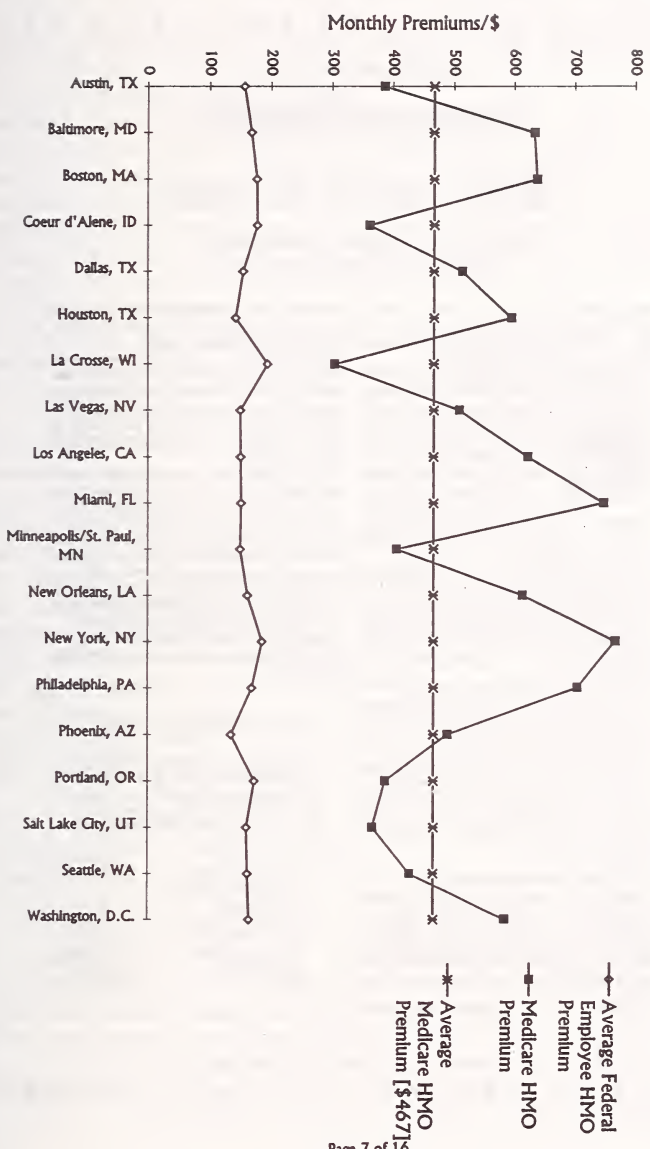 Monthly Premiums/$
0
100
200
300
400
500
600
700
800
Austin, TX
Baltimore, MD
Boston, MA
Coeur d'Alene, ID
Dallas, TX
Houston, TX
La Crosse, WI
Las Vegas, NV
Los Angeles, CA
Miami, FL
Minneapolis/St. Paul,
MN
New Orleans, LA
New York, NY
Philadelphia, PA
Phoenix, AZ
Portland, OR
Salt Lake City, UT
Seattle, WA
Washington, D.C.
Average Federal
Employee HMO
Premium
Medicare HMO
Premium
Average
Medicare HMO
Premium [$467]
Page 7 of 16